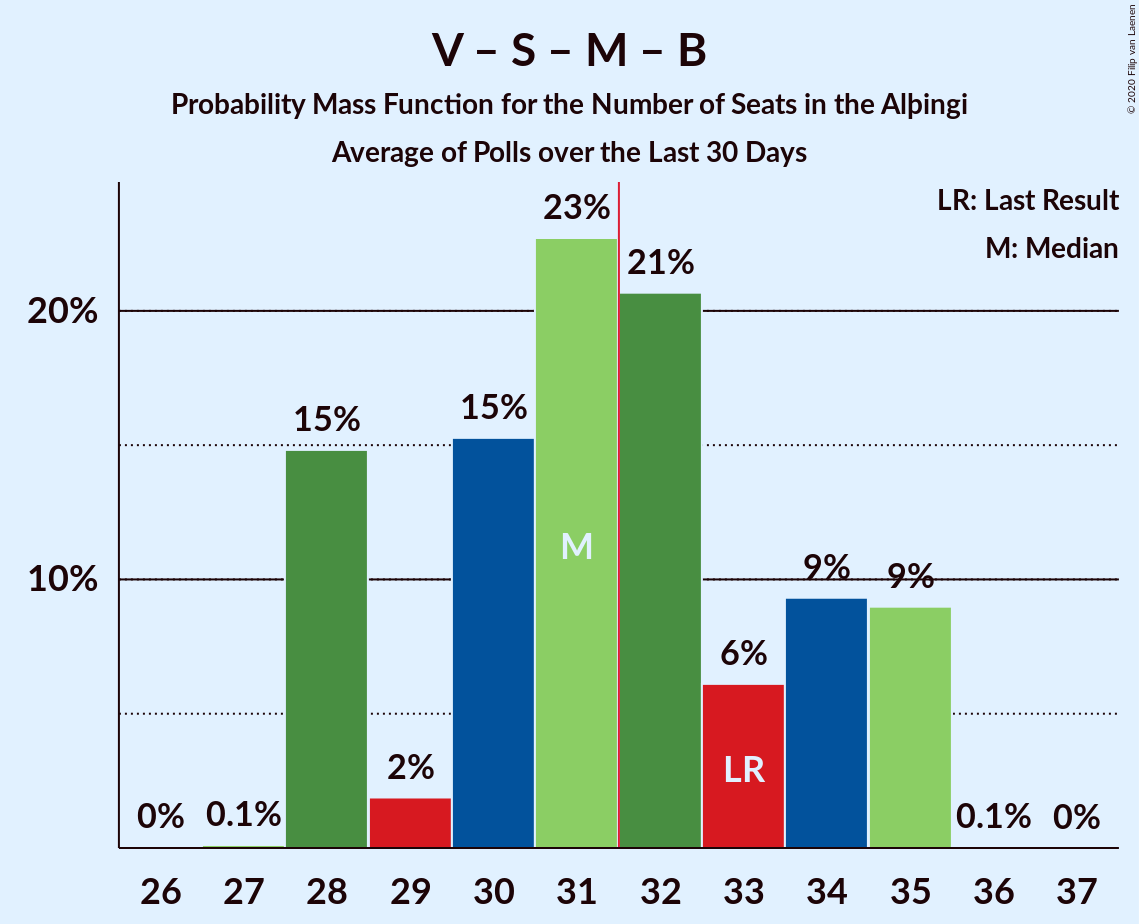 V – S – M – B
Probability Mass Function for the Number of Seats in the Alþingi
Average of Polls over the Last 30 Days
© 2020 Filip van Laenen
LR: Last Result
M: Median
20%
10%
0%
0.1%
15%
2%
15%
23%
21%
6%
9%
9%
0.1%
0%
M
LR
26 27 28 29 30 31 32 33 34 35 36 37